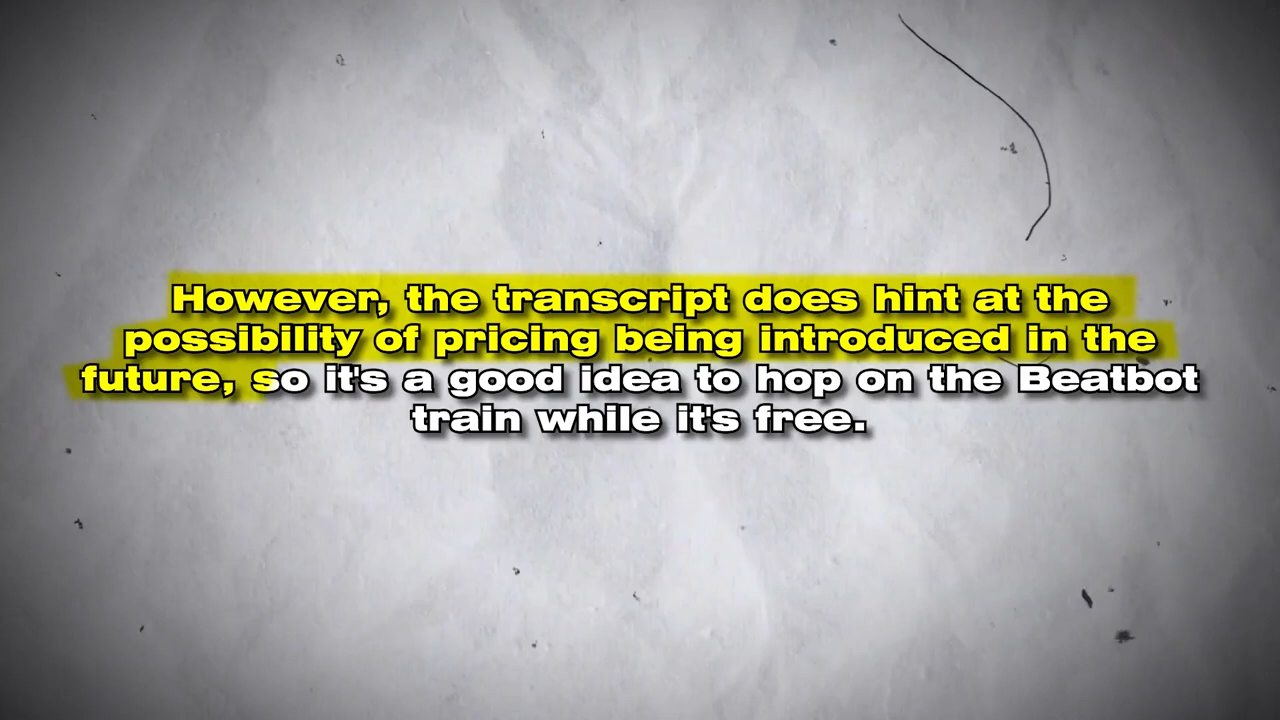 However, the transcript does hint at the
possibility of pricing being introduced in the
future, so it's a good idea to hop on the Beatbot
train while it's free.